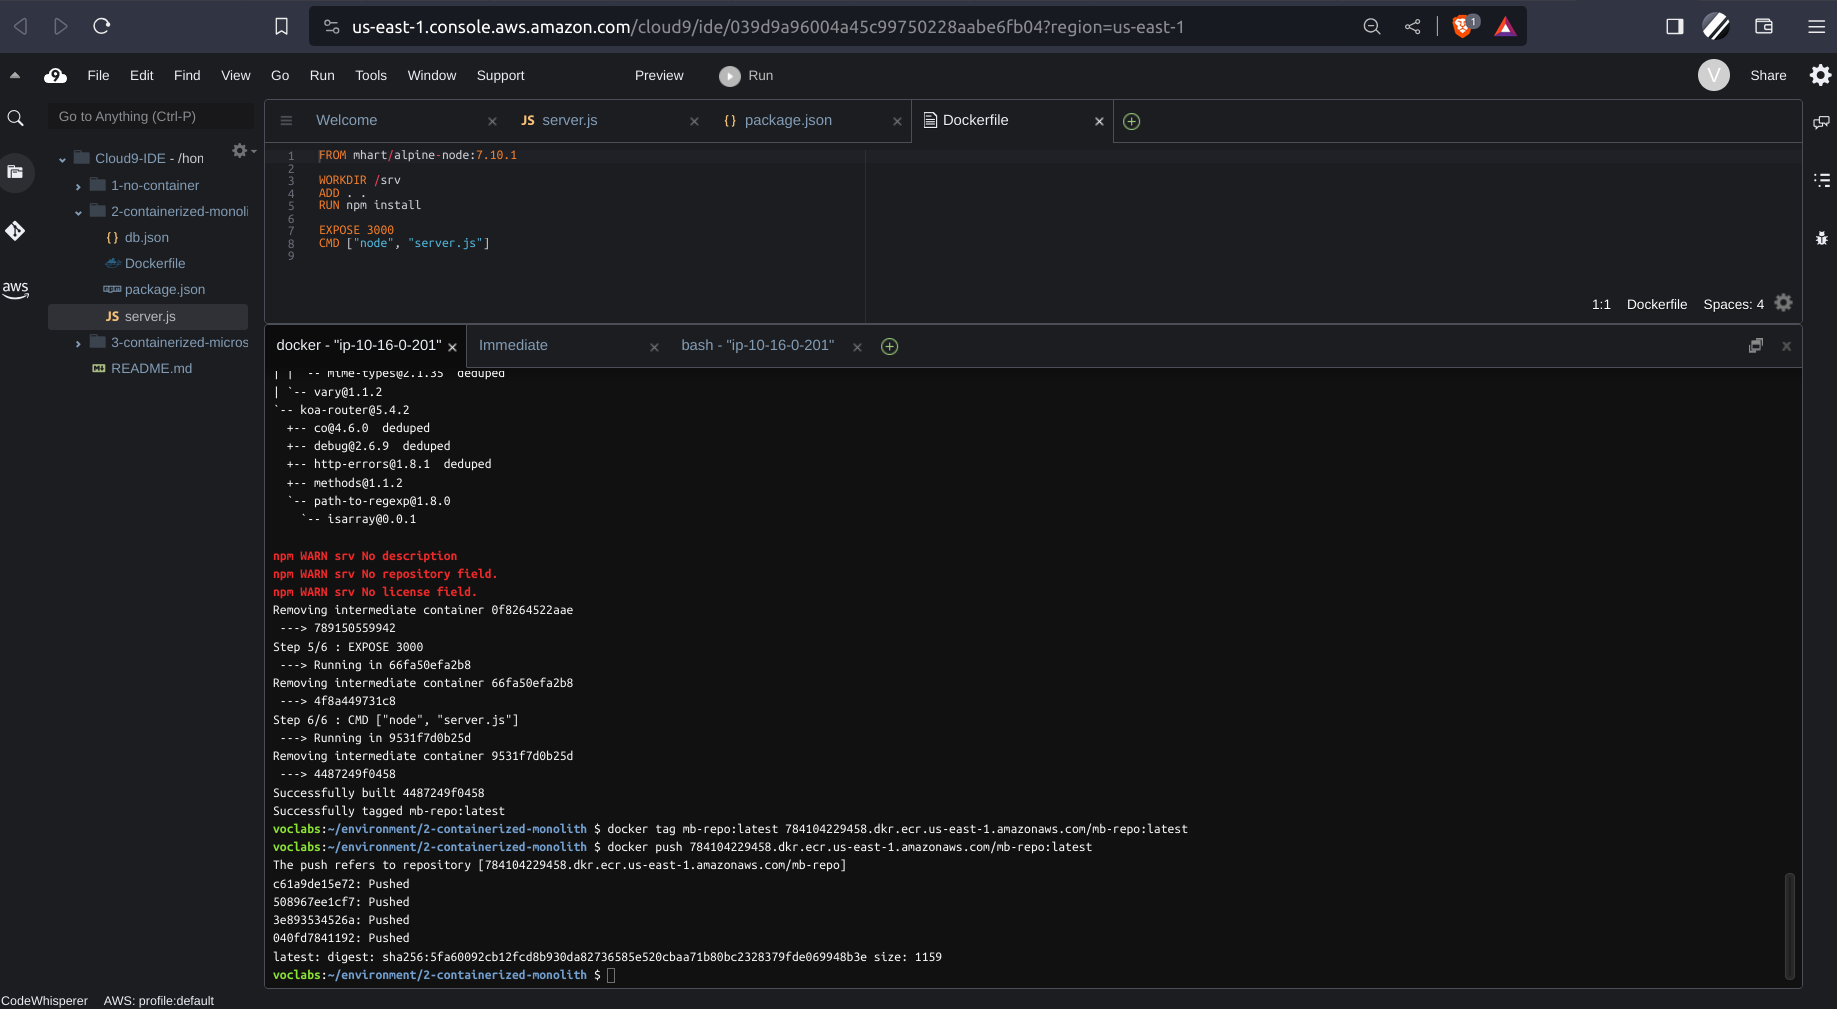 us-east-1.console.aws.amazon.com/cloud9/ide/039d9a96004a45c99750228aabe6fb04?region=us-east-1
1
9 File Edit Find View Go Run Tools Window Support Preview Run V Share
Go to Anything (Ctrl-P)
Cloud9-IDE - /hom
1-no-container
2-containerized-monoli
{ } db.json
Dockerfile
package.json
JS server.js
3-containerized-micros
README.md
aws
Welcome JS server.js { } package.json Dockerfile
1 FROM mhart/alpine-node:7.10.1
2
3 WORKDIR /srv
4 ADD . .
5 RUN npm install
6
7 EXPOSE 3000
8 CMD ["node", "server.js"]
9
1:1 Dockerfile Spaces: 4
docker - "ip-10-16-0-201" Immediate bash - "ip-10-16-0-201"
| | `-- mime-types@2.1.35 deduped
| `-- vary@1.1.2
`-- koa-router@5.4.2
+-- co@4.6.0 deduped
+-- debug@2.6.9 deduped
+-- http-errors@1.8.1 deduped
+-- methods@1.1.2
`-- path-to-regexp@1.8.0
`-- isarray@0.0.1
npm WARN srv No description
npm WARN srv No repository field.
npm WARN srv No license field.
Removing intermediate container 0f8264522aae
---> 789150559942
Step 5/6 : EXPOSE 3000
---> Running in 66fa50efa2b8
Removing intermediate container 66fa50efa2b8
---> 4f8a449731c8
Step 6/6 : CMD ["node", "server.js"]
---> Running in 9531f7d0b25d
Removing intermediate container 9531f7d0b25d
---> 4487249f0458
Successfully built 4487249f0458
Successfully tagged mb-repo:latest
voclabs:~/environment/2-containerized-monolith $ docker tag mb-repo:latest 784104229458.dkr.ecr.us-east-1.amazonaws.com/mb-repo:latest
voclabs:~/environment/2-containerized-monolith $ docker push 784104229458.dkr.ecr.us-east-1.amazonaws.com/mb-repo:latest
The push refers to repository [784104229458.dkr.ecr.us-east-1.amazonaws.com/mb-repo]
c61a9de15e72: Pushed
508967ee1cf7: Pushed
3e893534526a: Pushed
040fd7841192: Pushed
latest: digest: sha256:5fa60092cb12fcd8b930da82736585e520cbaa71b80bc2328379fde069948b3e size: 1159
voclabs:~/environment/2-containerized-monolith $
CodeWhisperer AWS: profile:default